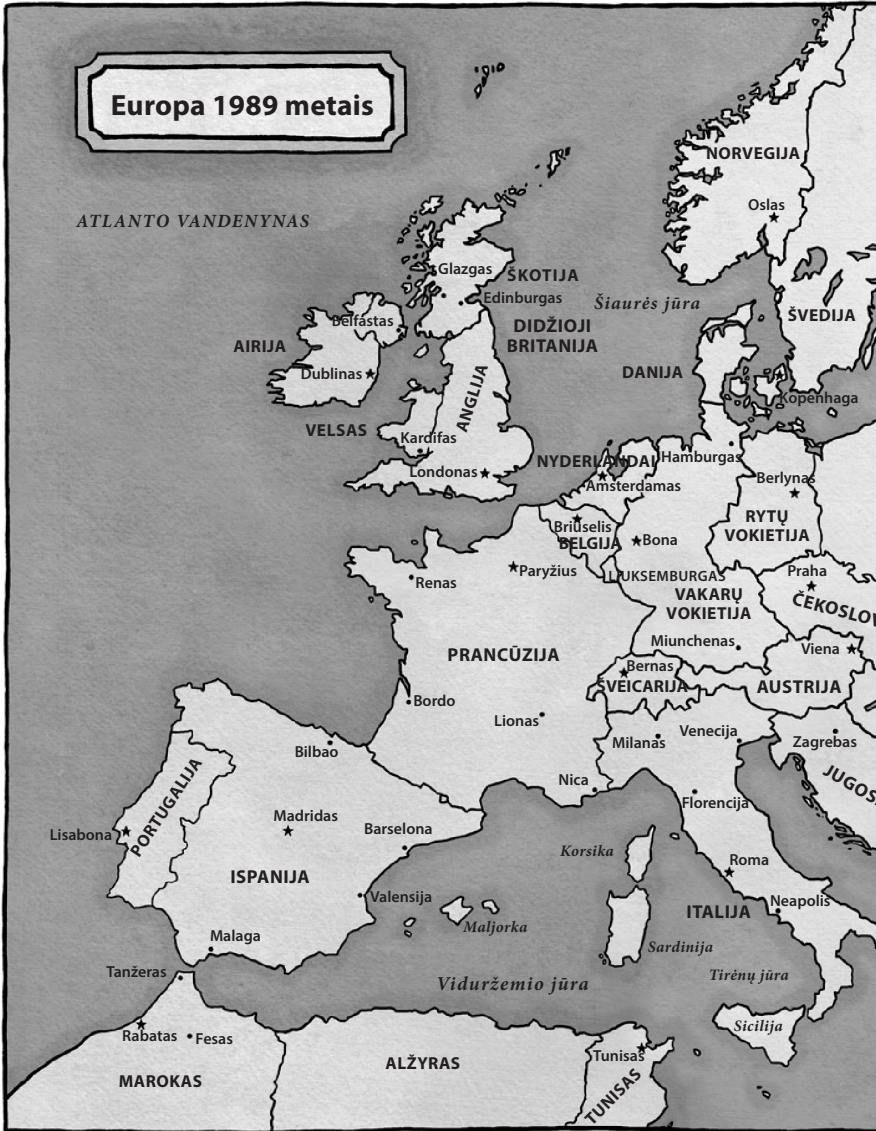 Europa 1989 metais
NORVEGIJA
Oslas
ATLANTO VANDENYNAS
Glazgas
ŠKOTIJA
Edinburgas
Šiaurės jūra
ŠVEDIJA
Belfastas
DIDŽIOJI
BRITANIJA
AIRIJA
DANIJA
Dublinas
ANGLIJA
Kopenhaga
VELSAS
Kardifas
NYDERLANDAI
Hamburgas
Londonas
Amsterdamas
Berlynas
Briuselis
BELGIJA
Bona
RYTŲ
VOKIETIJA
Paryžius
LIUKSEMBURGAS
Praha
Renas
VAKARŲ
VOKIETIJA
ČEKOSLOV
Miunchenas
Viena
PRANCŪZIJA
Bernas
ŠVEICARIJA
AUSTRIJA
Bordo
Lionas
Milanas
Venecija
Zagrebas
Bilbao
PORTUGALIJA
Nica
JUGOS
Florencija
Lisabona
Madridas
Barselona
Korsika
Roma
ISPANIJA
Valensija
Neapolis
ITALIJA
Maljorka
Malaga
Sardinija
Tanžeras
Viduržemio jūra
Tirėnų jūra
Rabatas
Fesas
Sicilija
Tunisas
ALŽYRAS
MAROKAS
TUNISAS